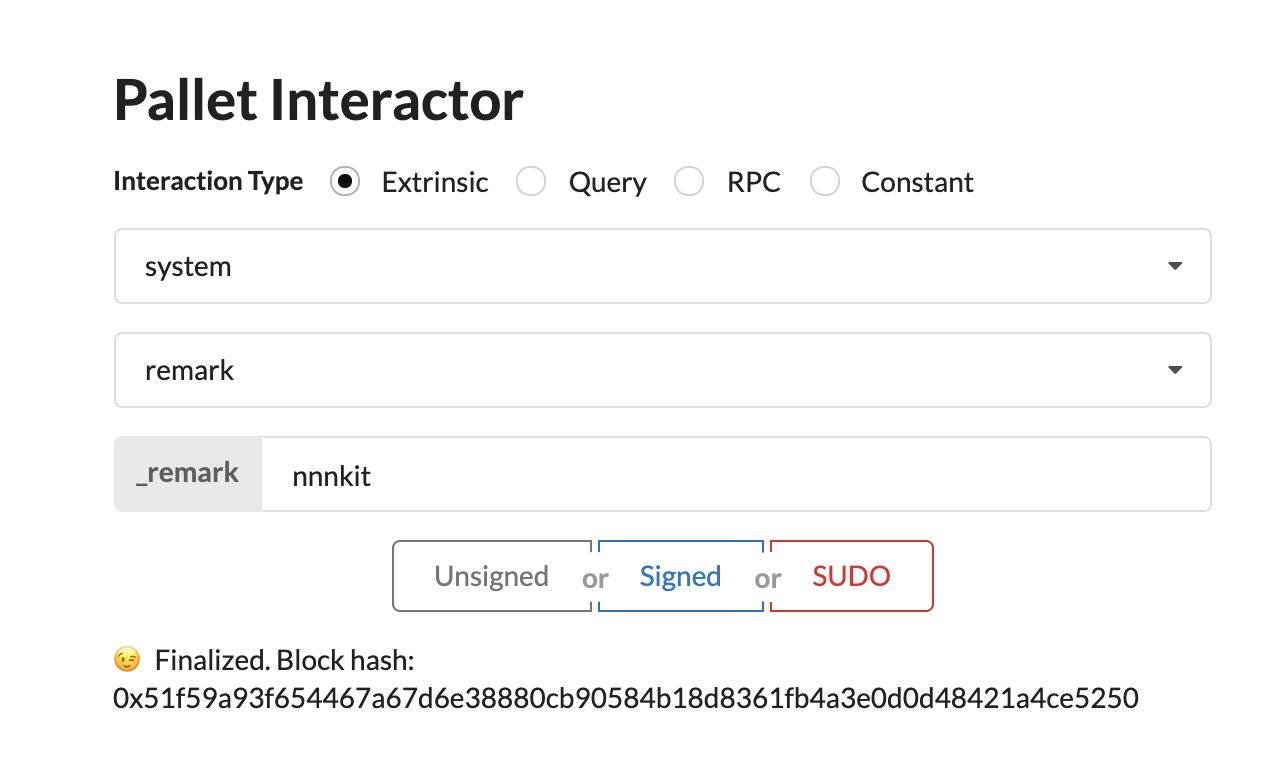 Pallet Interactor
Interaction Type Extrinsic Query RPC Constant
system
remark
_remark nnnkit
Unsigned or Signed or SUDO
😉 Finalized. Block hash:
0x51f59a93f654467a67d6e38880cb90584b18d8361fb4a3e0d0d48421a4ce5250